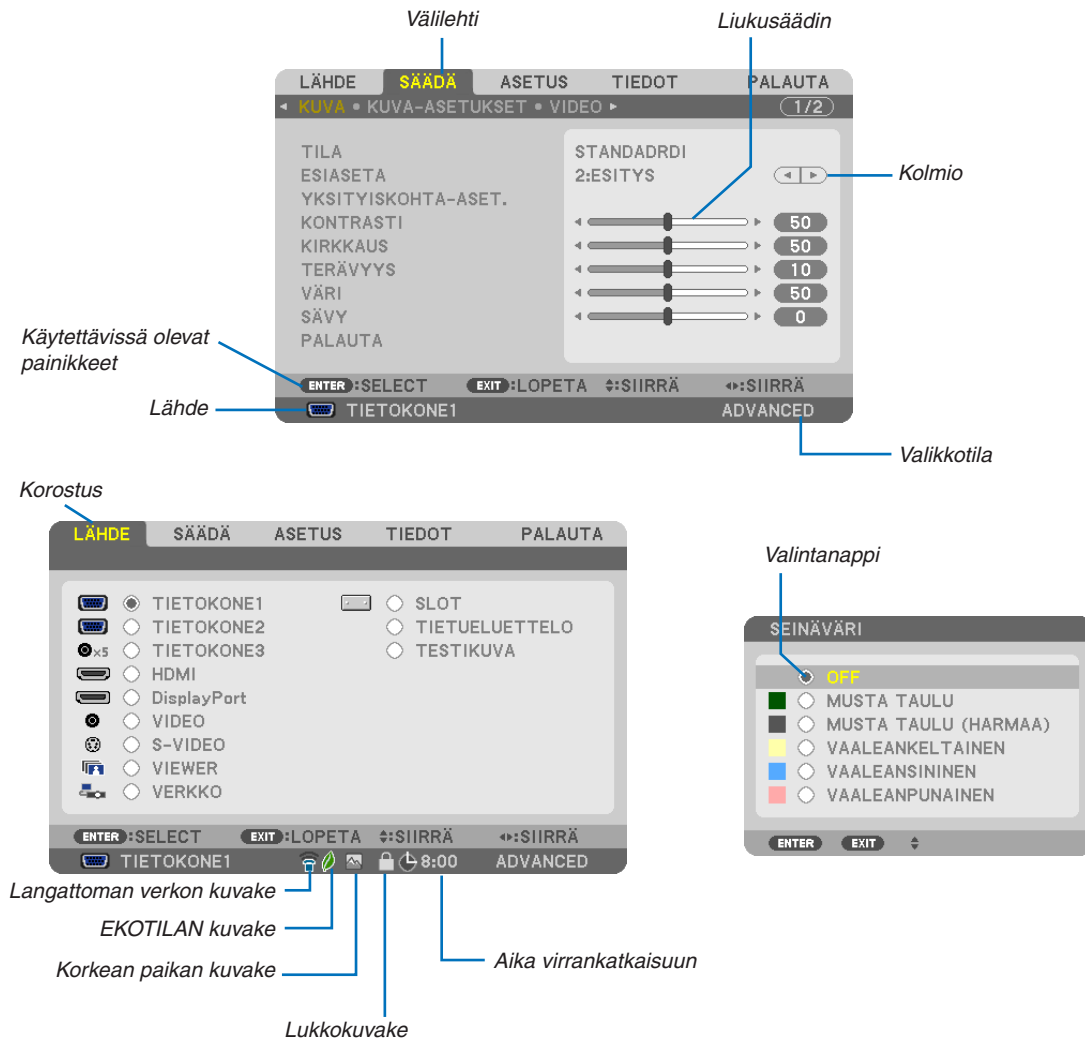 Välilehti
Liukusäädin
LÄHDE SÄÄDÄ ASETUS TIEDOT PALAUTA
KUVA • KUVA-ASETUKSET • VIDEO 1/2
TILA STANDADRDI
ESIASETA 2:ESITYS
Kolmio
YKSITYISKOHTA-ASET.
KONTRASTI 50
KIRKKAUS 50
TERÄVYYS 10
VÄRI 50
SÄVY 0
PALAUTA
Käytettävissä olevat
painikkeet
ENTER:SELECT EXIT:LOPETA :SIIRRÄ :SIIRRÄ
Lähde
TIETOKONE1 ADVANCED
Valikkotila
Korostus
LÄHDE SÄÄDÄ ASETUS TIEDOT PALAUTA
TIETOKONE1 SLOT
TIETOKONE2 TIETUELUETTELO
x5 TIETOKONE3 TESTIKUVA
HDMI
DisplayPort
VIDEO
S-VIDEO
VIEWER
VERKKO
ENTER:SELECT EXIT:LOPETA :SIIRRÄ :SIIRRÄ
TIETOKONE1 8:00 ADVANCED
Valintanappi
SEINÄVÄRI
OFF
MUSTA TAULU
MUSTA TAULU (HARMAA)
VAALEANKELTAINEN
VAALEANSININEN
VAALEANPUNAINEN
ENTER EXIT
Langattoman verkon kuvake
EKOTILAN kuvake
Korkean paikan kuvake
Aika virrankatkaisuun
Lukkokuvake